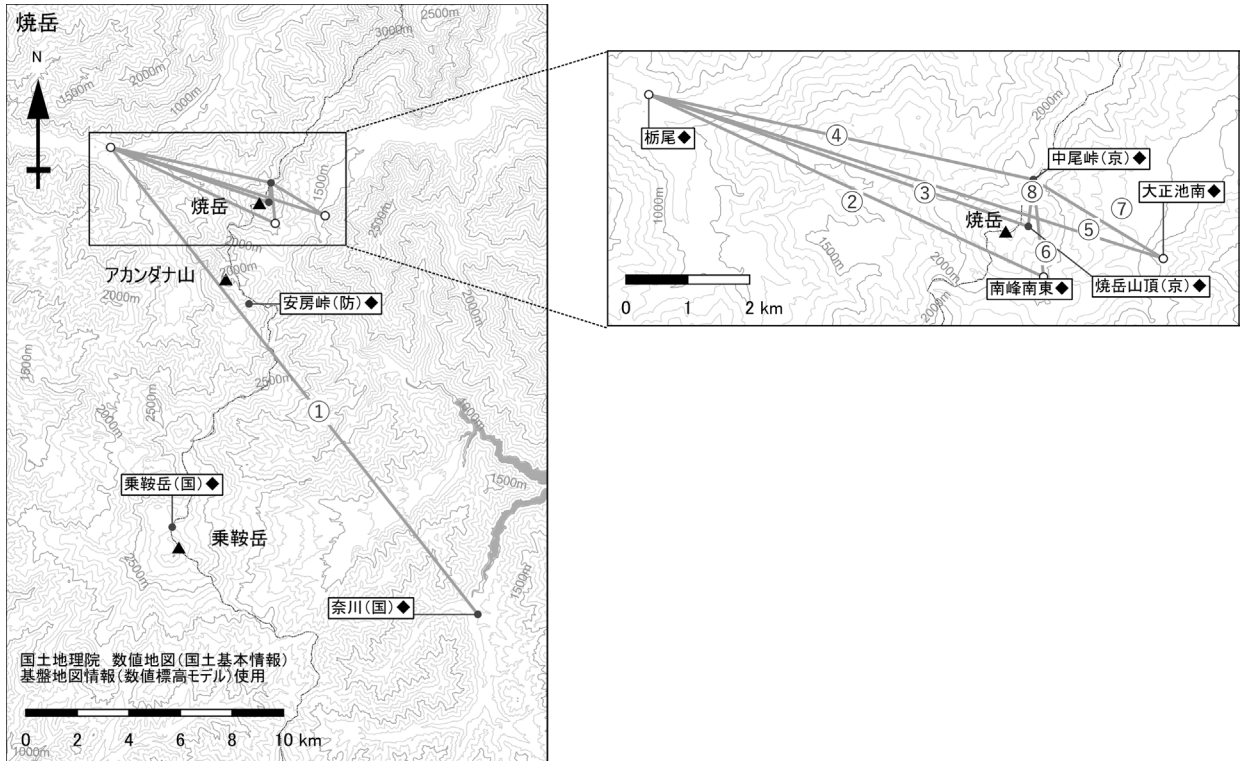 焼岳
N
2500m
3000m
2000m
1500m
1000m
1500m
2500m
焼岳
2000m
アカンダナ山
2000m
2000m
安房峠(防)◆
2000m
1500m
2500m
2500m
2000m
①
1000m
1500m
乗鞍岳(国)◆
乗鞍岳
2500m
1500m
奈川(国)◆
国土地理院 数値地図(国土基本情報)
基盤地図情報(数値標高モデル)使用
0 2 4 6 8 10 km
1000m
2000m
④
栃尾◆
中尾峠(京)◆
大正池南◆
1000m
③
⑧
②
⑦
焼岳
⑤
1500m
⑥
2000m
南峰南東◆
焼岳山頂(京)◆
2000m
0 1 2 km